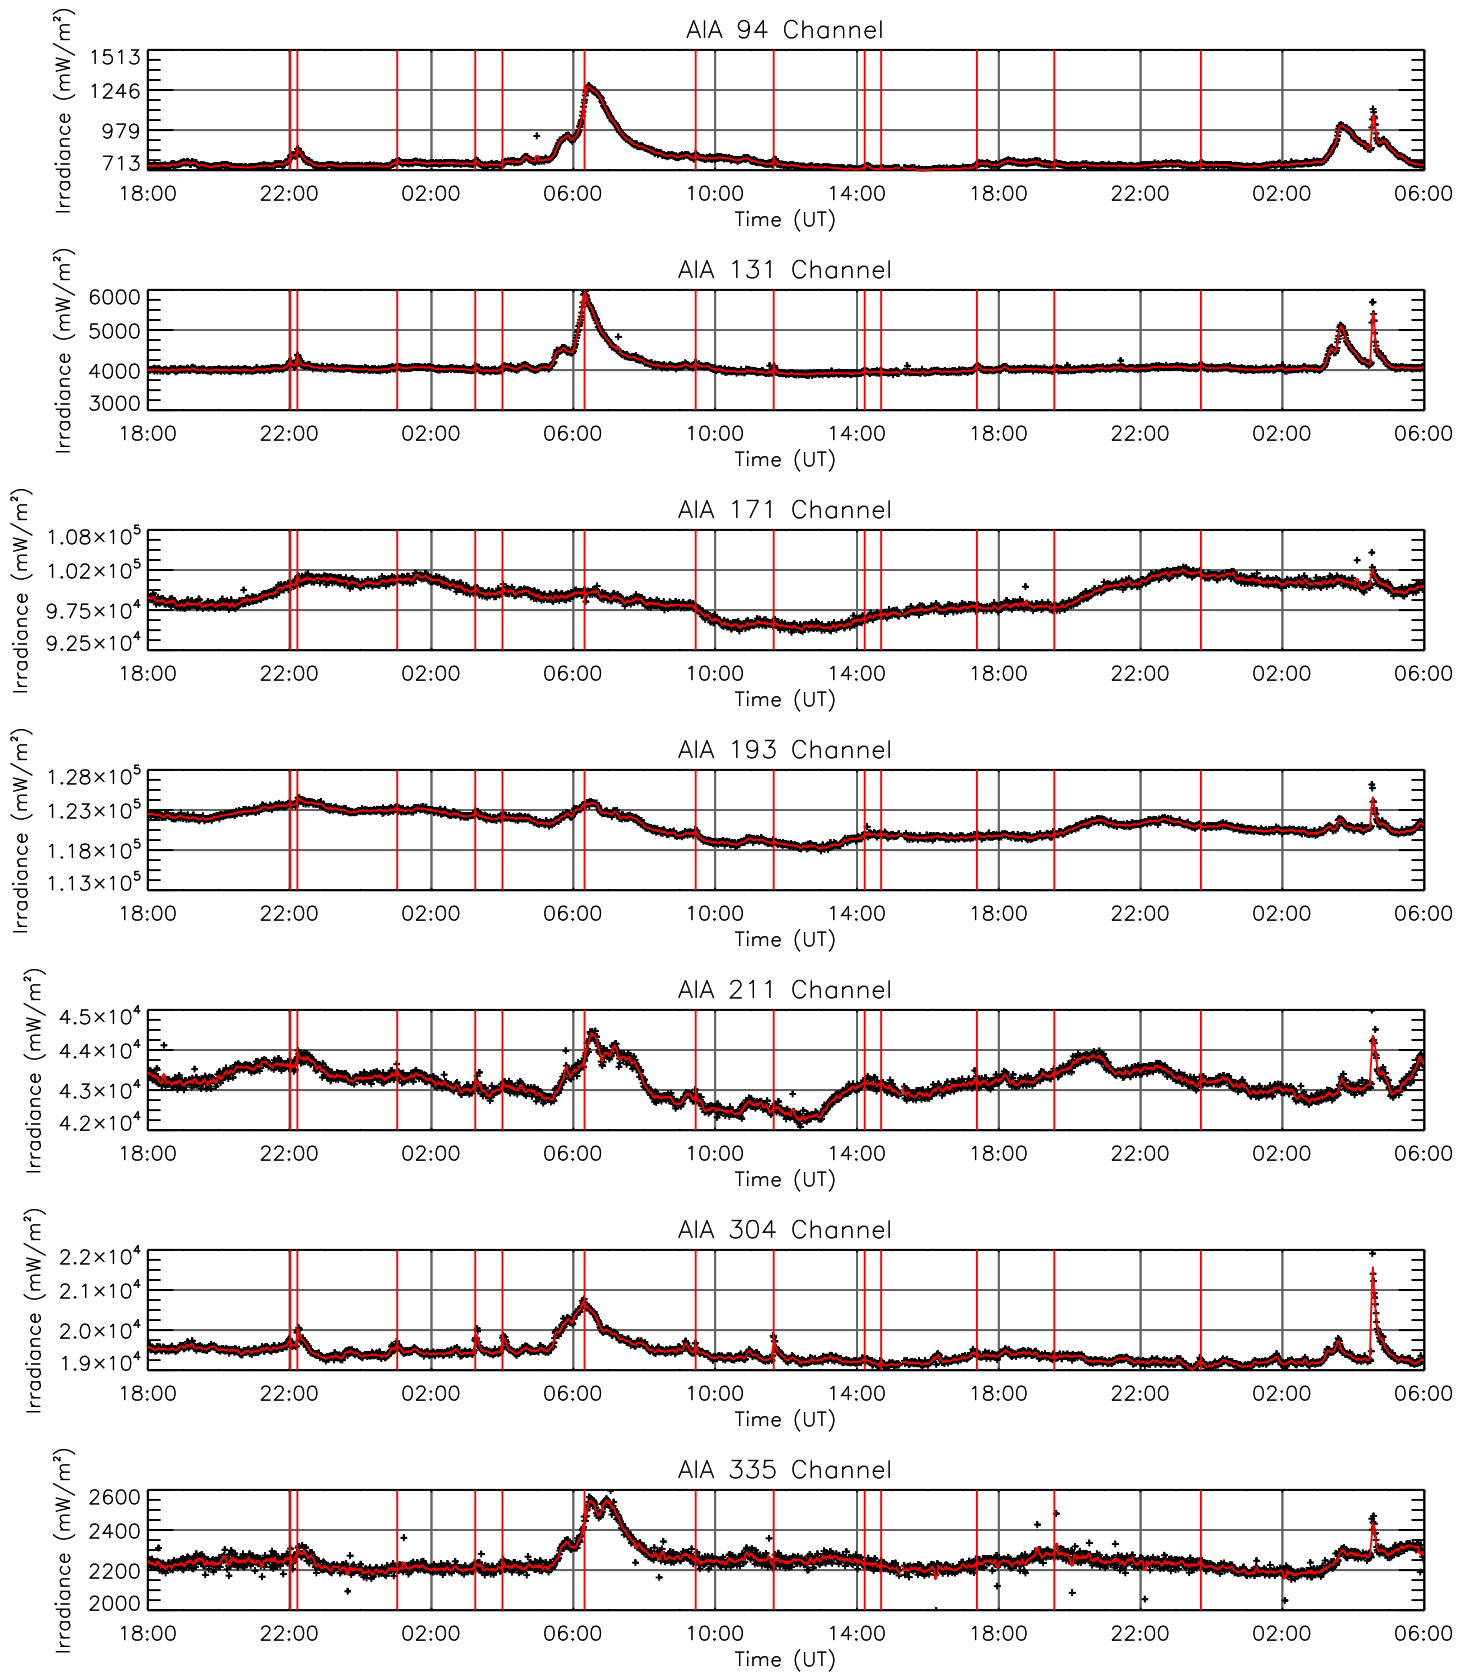 AIA 94 Channel
Irradiance (mW/m²)
1513
1246
979
713
18:00 22:00 02:00 06:00 10:00 14:00 18:00 22:00 02:00 06:00
Time (UT)
AIA 131 Channel
Irradiance (mW/m²)
6000
5000
4000
3000
18:00 22:00 02:00 06:00 10:00 14:00 18:00 22:00 02:00 06:00
Time (UT)
AIA 171 Channel
Irradiance (mW/m²)
1.08×10⁵
1.02×10⁵
9.75×10⁴
9.25×10⁴
18:00 22:00 02:00 06:00 10:00 14:00 18:00 22:00 02:00 06:00
Time (UT)
AIA 193 Channel
Irradiance (mW/m²)
1.28×10⁵
1.23×10⁵
1.18×10⁵
1.13×10⁵
18:00 22:00 02:00 06:00 10:00 14:00 18:00 22:00 02:00 06:00
Time (UT)
AIA 211 Channel
Irradiance (mW/m²)
4.5×10⁴
4.4×10⁴
4.3×10⁴
4.2×10⁴
18:00 22:00 02:00 06:00 10:00 14:00 18:00 22:00 02:00 06:00
Time (UT)
AIA 304 Channel
Irradiance (mW/m²)
2.2×10⁴
2.1×10⁴
2.0×10⁴
1.9×10⁴
18:00 22:00 02:00 06:00 10:00 14:00 18:00 22:00 02:00 06:00
Time (UT)
AIA 335 Channel
Irradiance (mW/m²)
2600
2400
2200
2000
18:00 22:00 02:00 06:00 10:00 14:00 18:00 22:00 02:00 06:00
Time (UT)